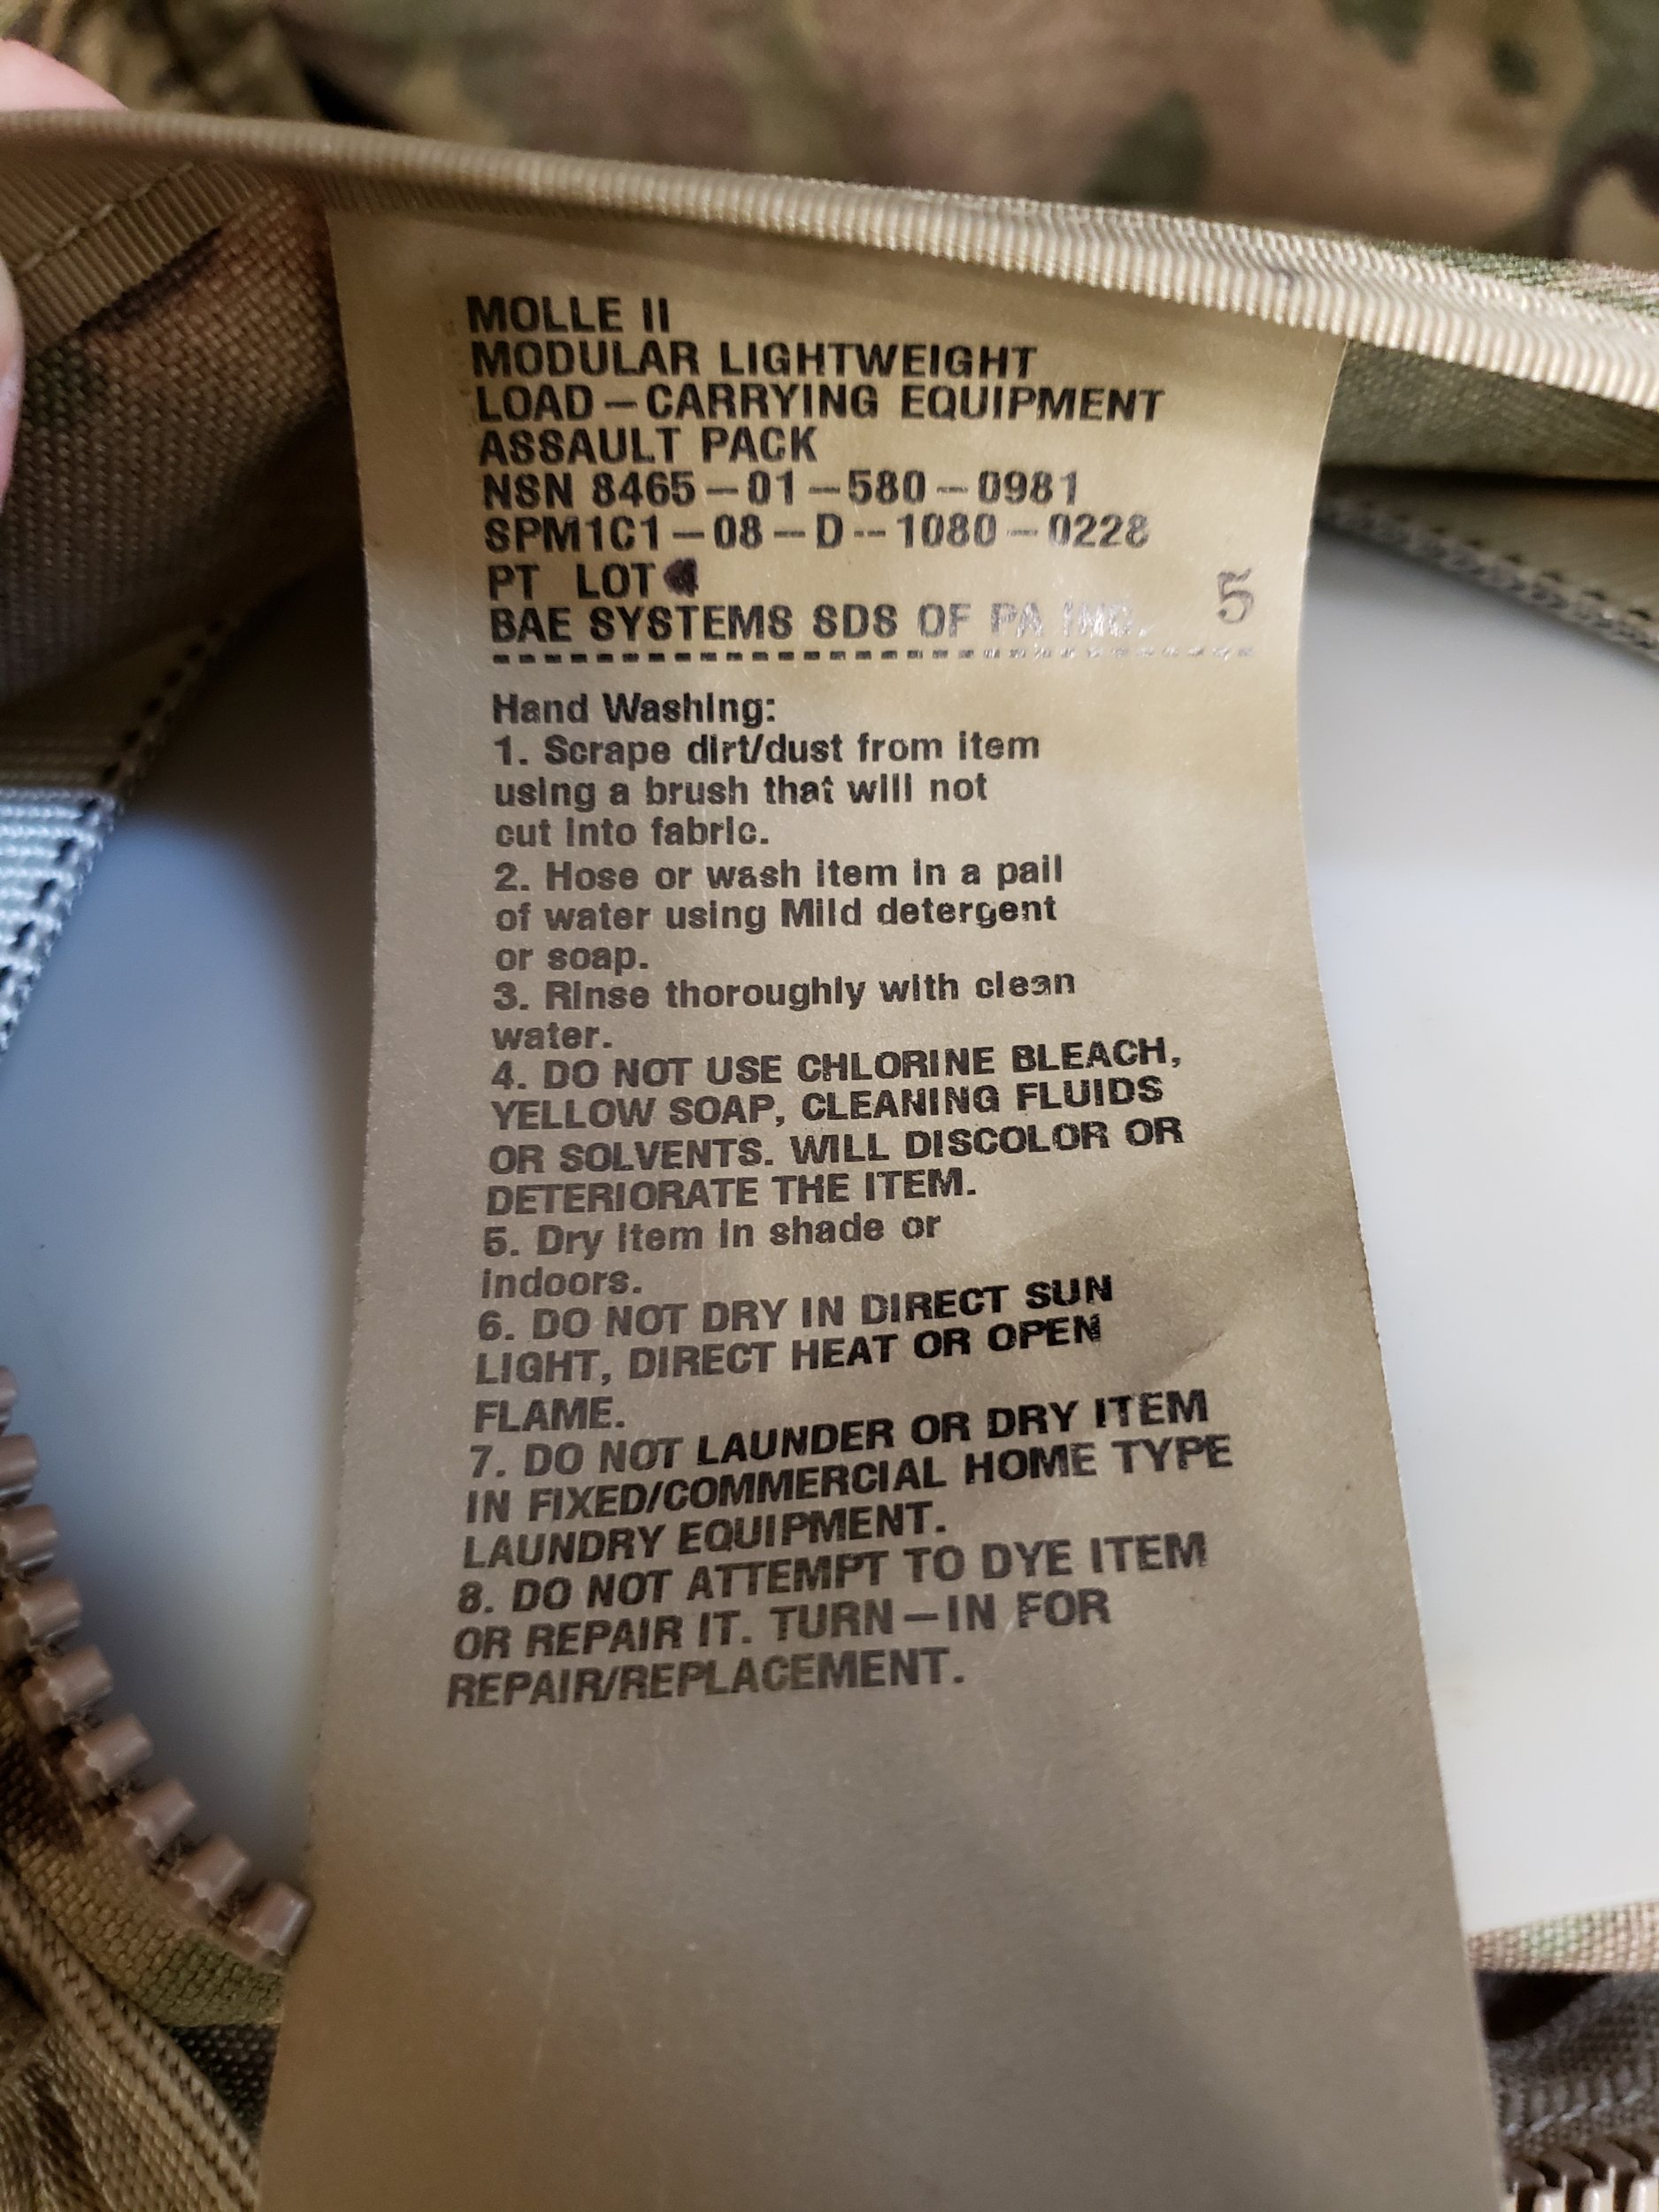 MOLLE II
MODULAR LIGHTWEIGHT
LOAD-CARRYING EQUIPMENT
ASSAULT PACK
NSN 8465-01-580-0981
SPM1C1-08-D-1080-0228
PT LOT
BAE SYSTEMS SDS OF PA INC. 5
Hand Washing:
1. Scrape dirt/dust from item
using a brush that will not
cut into fabric.
2. Hose or wash item in a pail
of water using Mild detergent
or soap.
3. Rinse thoroughly with clean
water.
4. DO NOT USE CHLORINE BLEACH,
YELLOW SOAP, CLEANING FLUIDS
OR SOLVENTS. WILL DISCOLOR OR
DETERIORATE THE ITEM.
5. Dry item in shade or
indoors.
6. DO NOT DRY IN DIRECT SUN
LIGHT, DIRECT HEAT OR OPEN
FLAME.
7. DO NOT LAUNDER OR DRY ITEM
IN FIXED/COMMERCIAL HOME TYPE
LAUNDRY EQUIPMENT.
8. DO NOT ATTEMPT TO DYE ITEM
OR REPAIR IT. TURN-IN FOR
REPAIR/REPLACEMENT.